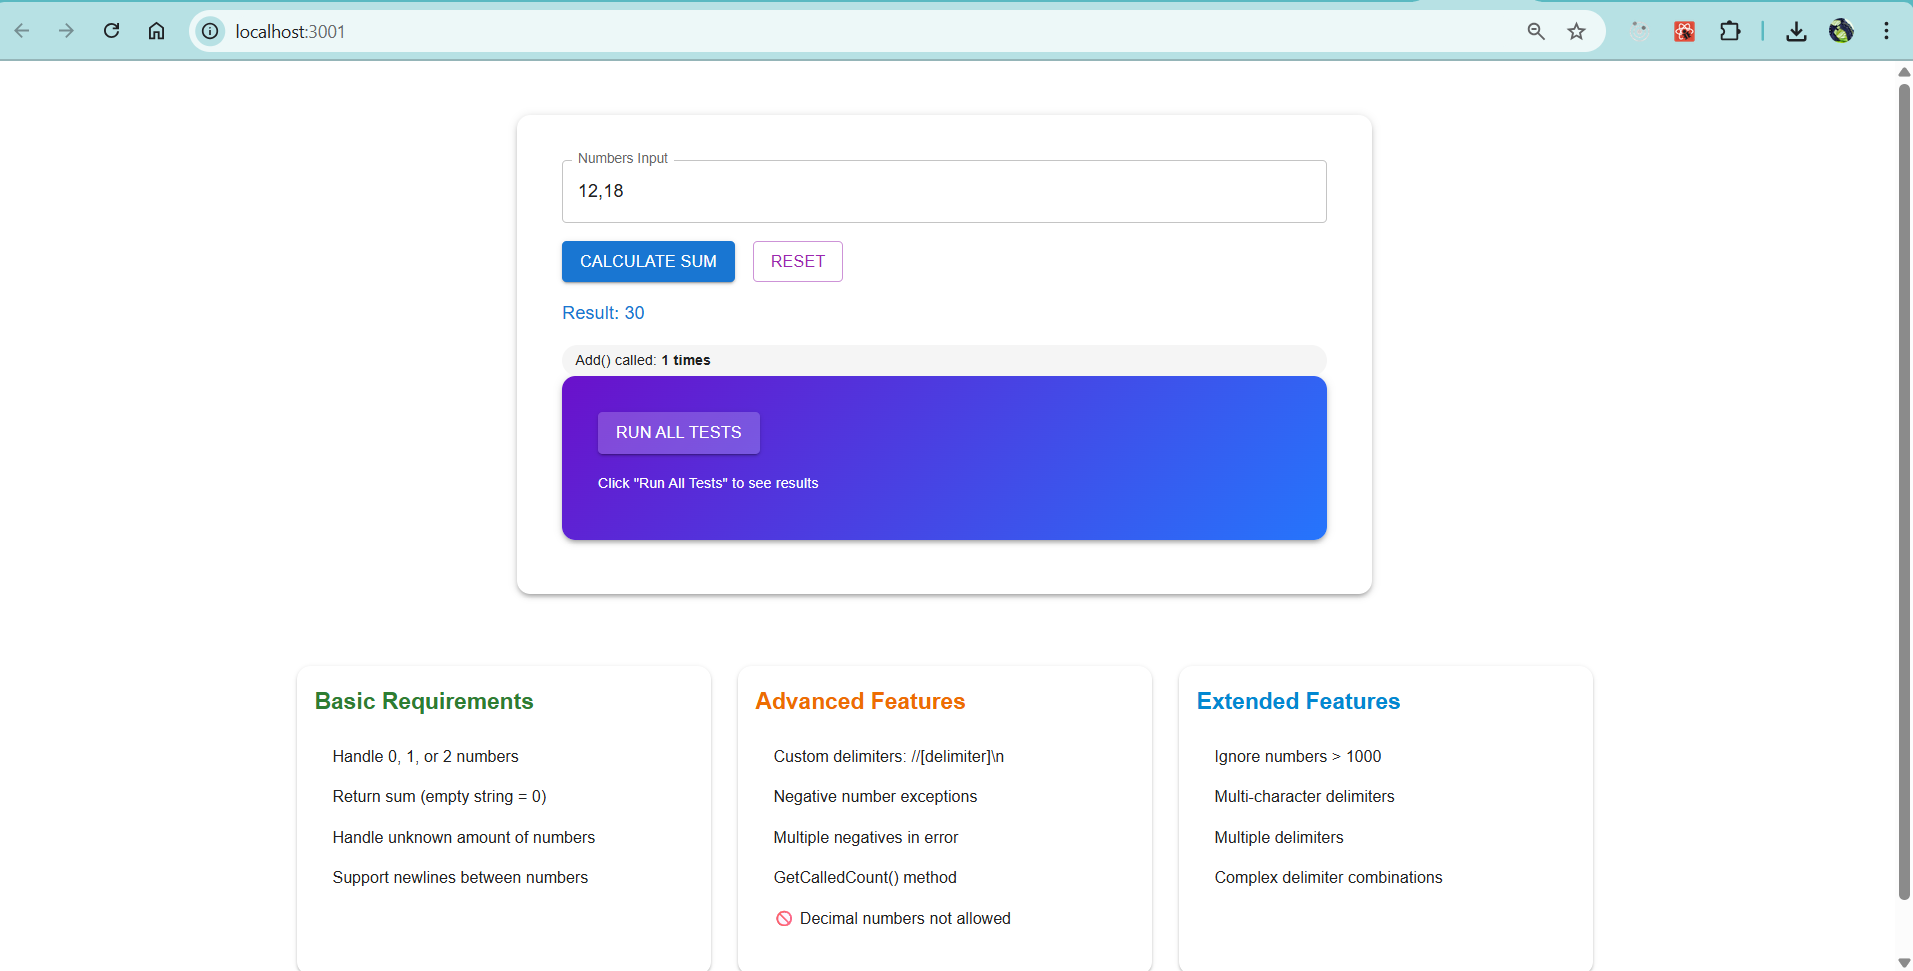 localhost:3001
Numbers Input
12,18
CALCULATE SUM RESET
Result: 30
Add() called: 1 times
RUN ALL TESTS
Click "Run All Tests" to see results
Basic Requirements
Handle 0, 1, or 2 numbers
Return sum (empty string = 0)
Handle unknown amount of numbers
Support newlines between numbers
Advanced Features
Custom delimiters: //[delimiter]\n
Negative number exceptions
Multiple negatives in error
GetCalledCount() method
🚫 Decimal numbers not allowed
Extended Features
Ignore numbers > 1000
Multi-character delimiters
Multiple delimiters
Complex delimiter combinations